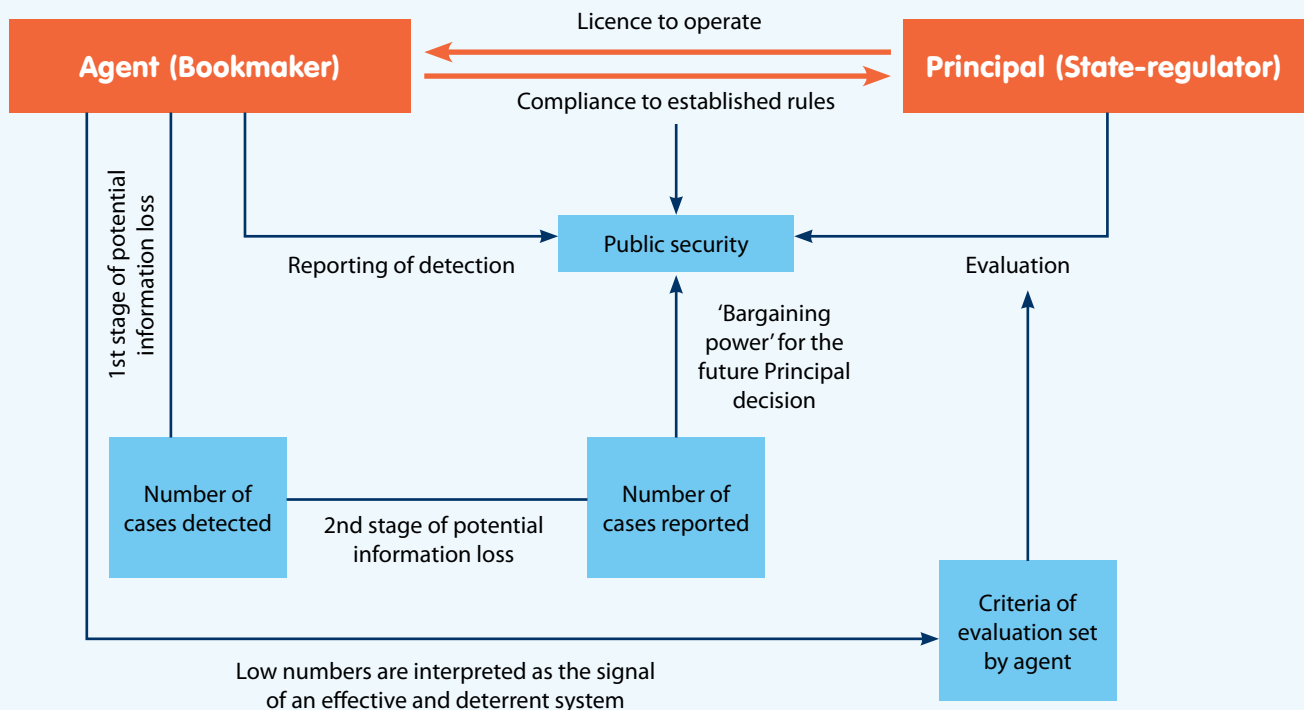 Licence to operate
Agent (Bookmaker)
Principal (State-regulator)
Compliance to established rules
1st stage of potential
information loss
Public security
Reporting of detection
Evaluation
‘Bargaining
power’ for the
future Principal
decision
Number of
cases detected
2nd stage of potential
information loss
Number of
cases reported
Criteria of
evaluation set
by agent
Low numbers are interpreted as the signal
of an effective and deterrent system